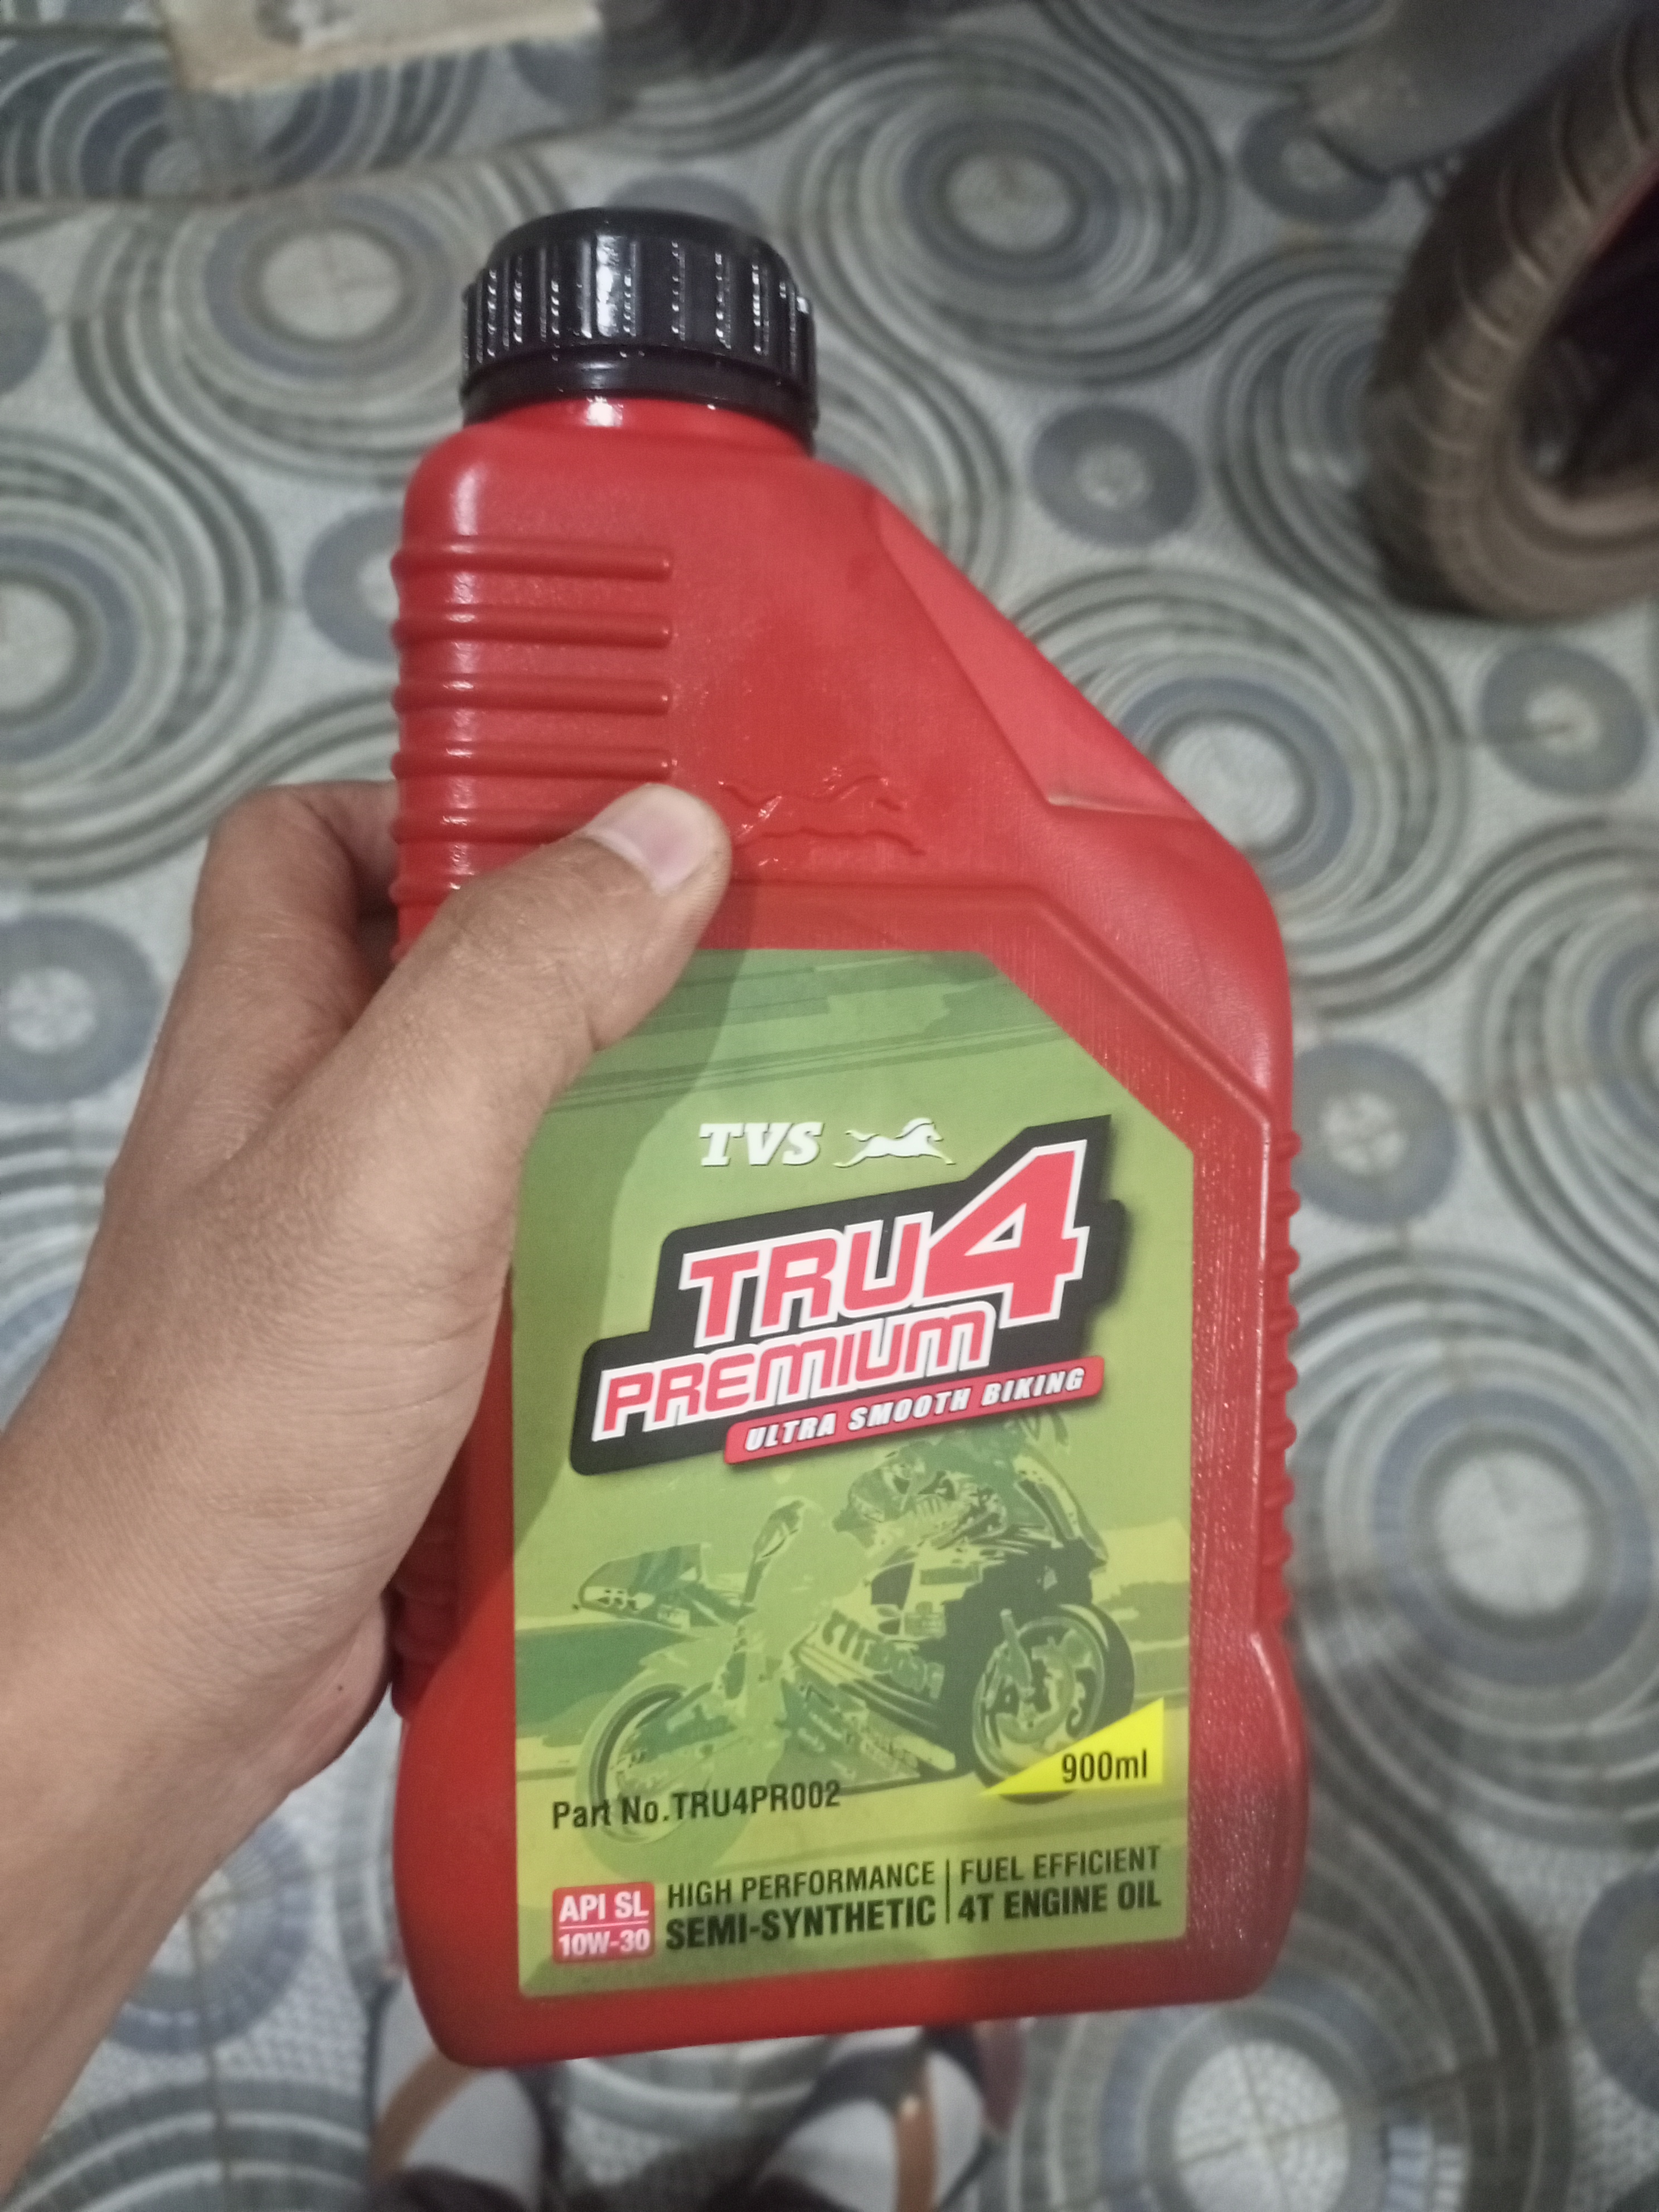 TVS
TRU4
PREMIUM
ULTRA SMOOTH BIKING
900ml
Part No.TRU4PR002
API SL
10W-30
HIGH PERFORMANCE
SEMI-SYNTHETIC
FUEL EFFICIENT
4T ENGINE OIL